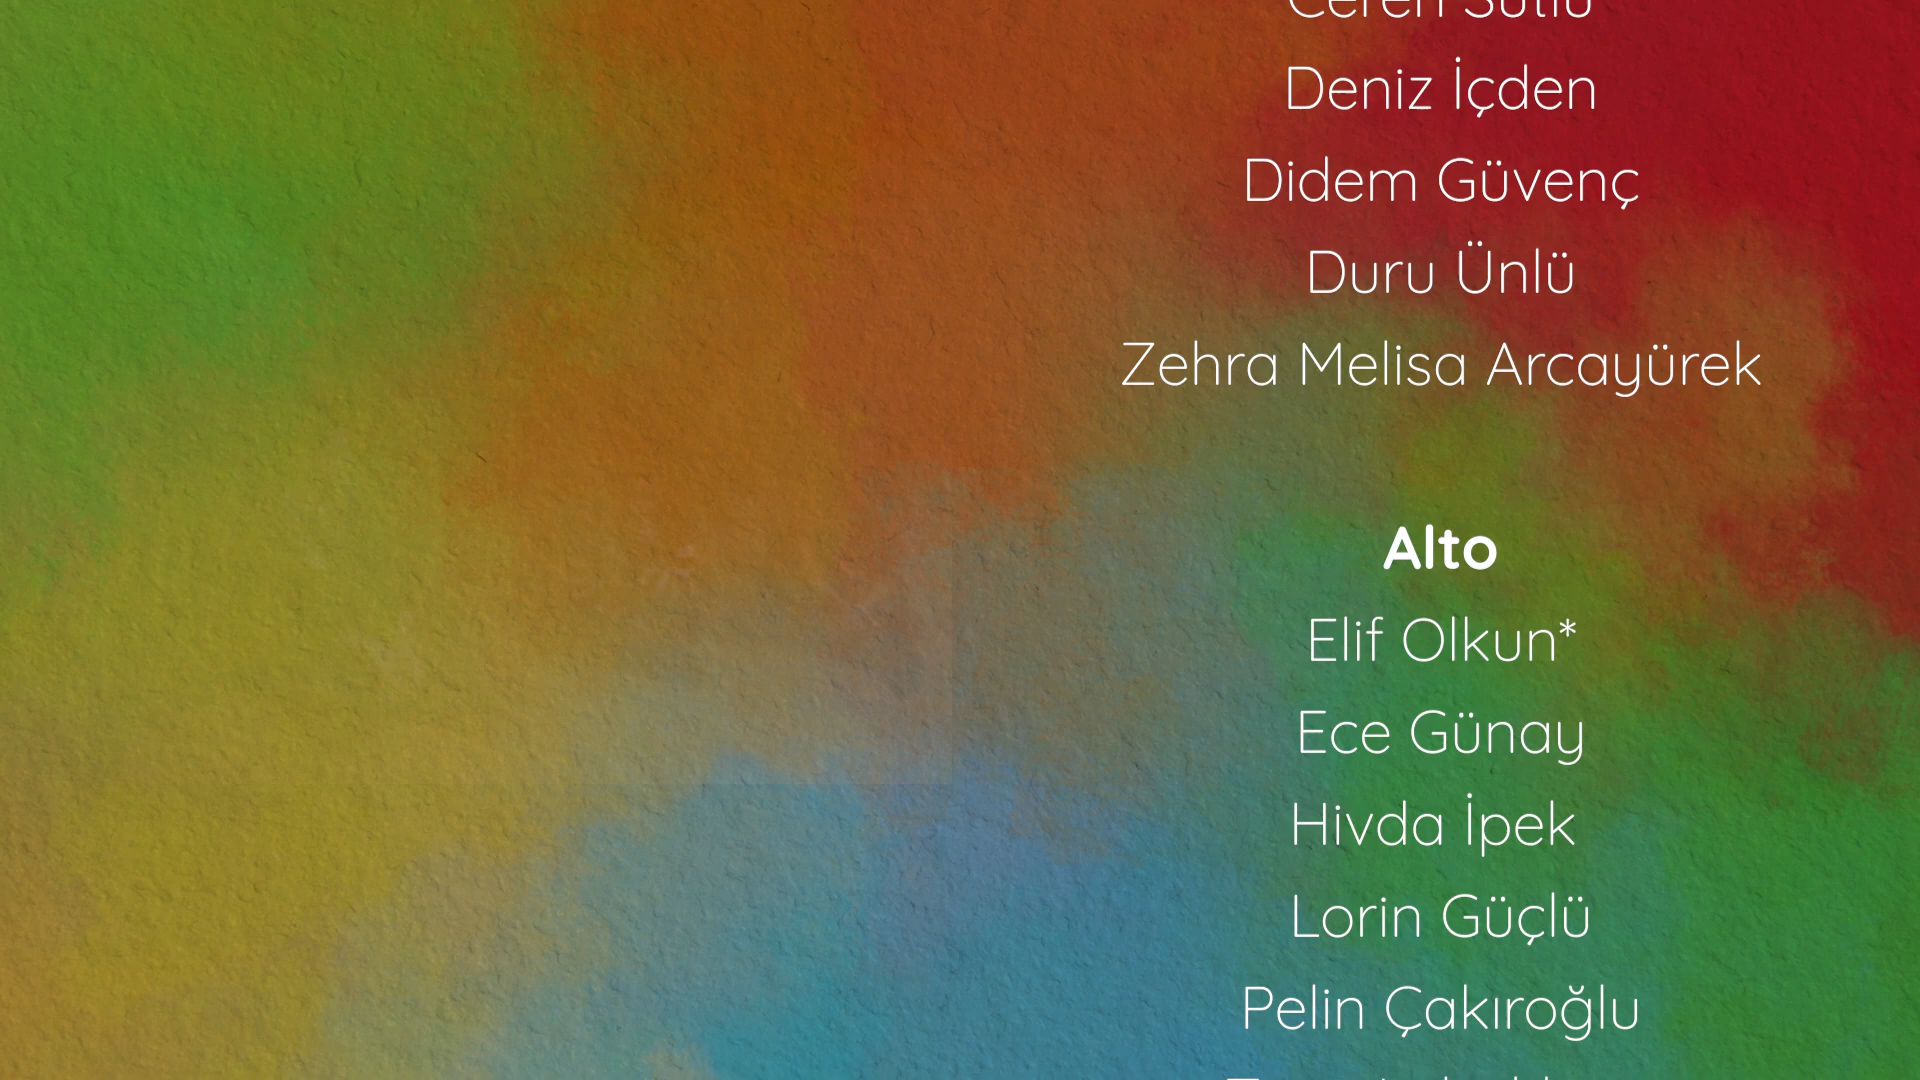 Deniz İçden
Didem Güvenç
Duru Ünlü
Zehra Melisa Arcayürek
Alto
Elif Olkun*
Ece Günay
Hivda İpek
Lorin Güçlü
Pelin Çakıroğlu